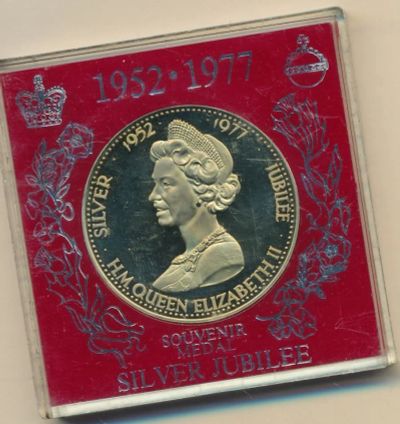 1952 · 1977
SILVER 1952 1977 JUBILEE
H.M. QUEEN ELIZABETH II
SOUVENIR
MEDAL
SILVER JUBILEE